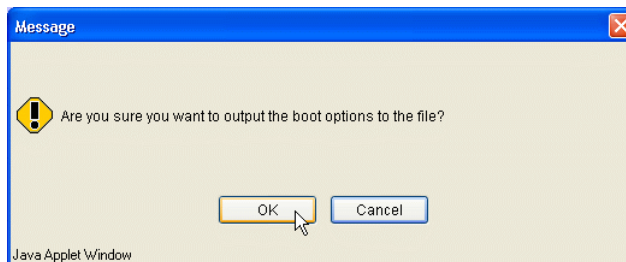 Message
Are you sure you want to output the boot options to the file?
OK
Cancel
Java Applet Window